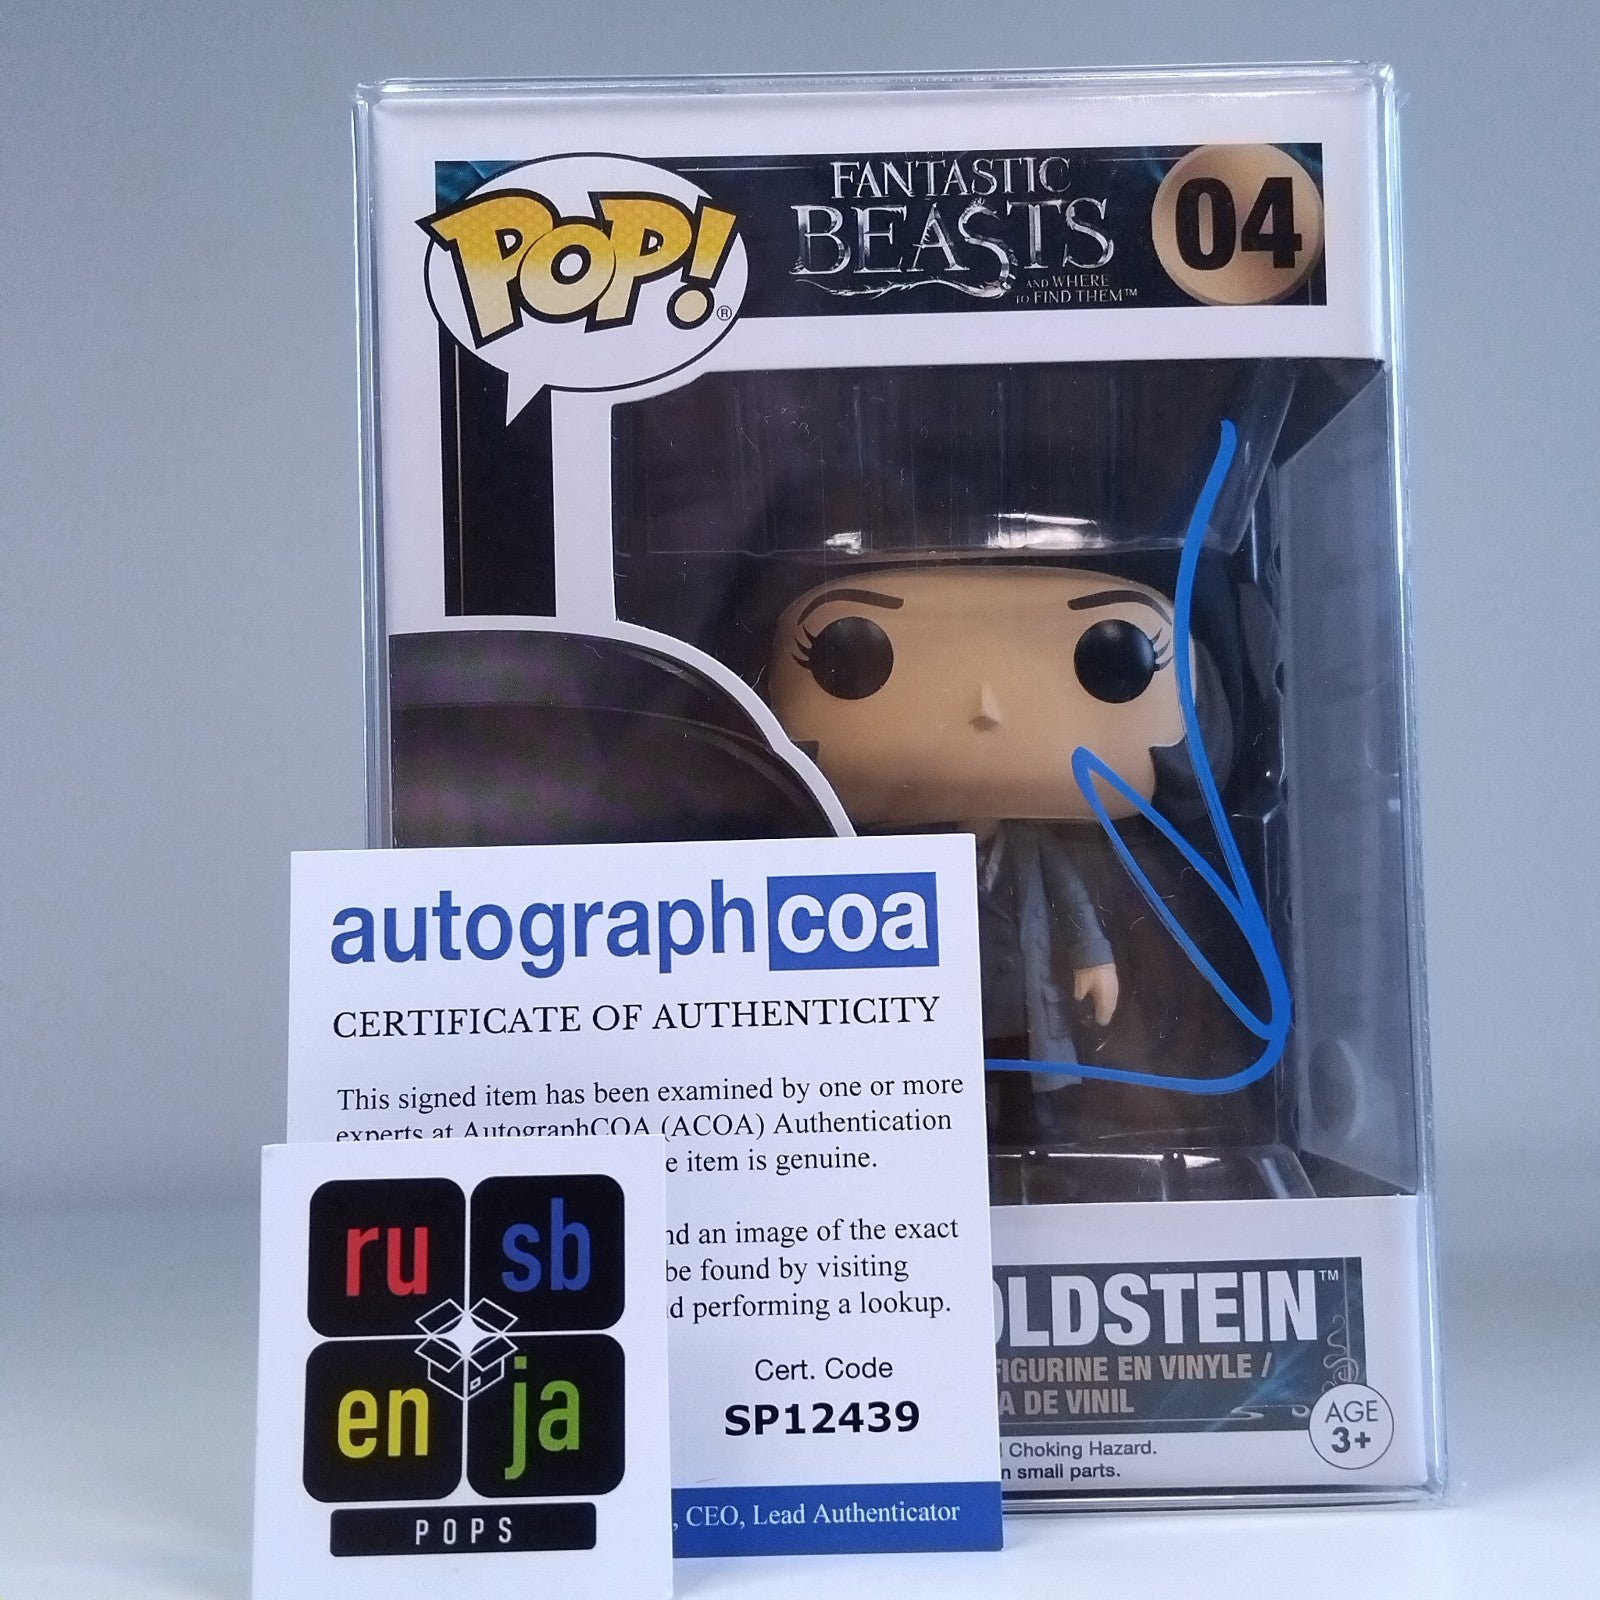 POP!®
FANTASTIC
BEASTS
AND WHERE
TO FIND THEM™
04
autograph coa
CERTIFICATE OF AUTHENTICITY
This signed item has been examined by one or more
experts at AutographCOA (ACOA) Authentication
e item is genuine.
nd an image of the exact
be found by visiting
d performing a lookup.
Cert. Code
SP12439
, CEO, Lead Authenticator
ru sb
en ja
POPS
OLDSTEIN™
FIGURINE EN VINYLE /
A DE VINIL
Choking Hazard.
n small parts.
AGE
3+